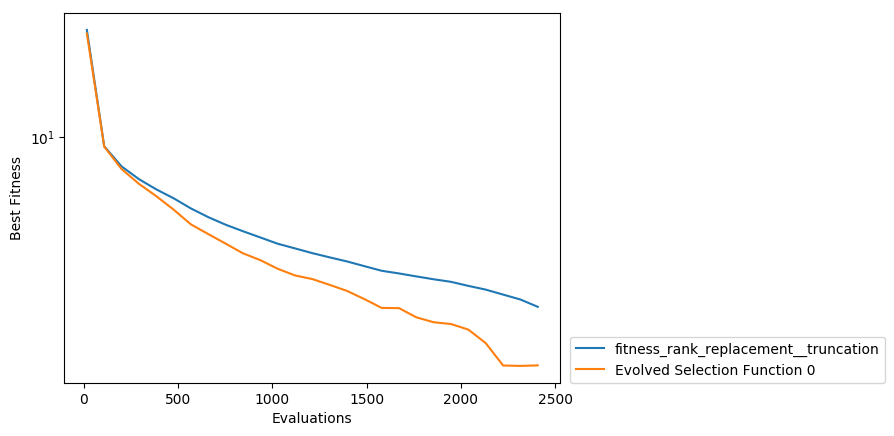 Best Fitness
10¹
0
500
1000
1500
2000
2500
Evaluations
fitness_rank_replacement__truncation
Evolved Selection Function 0